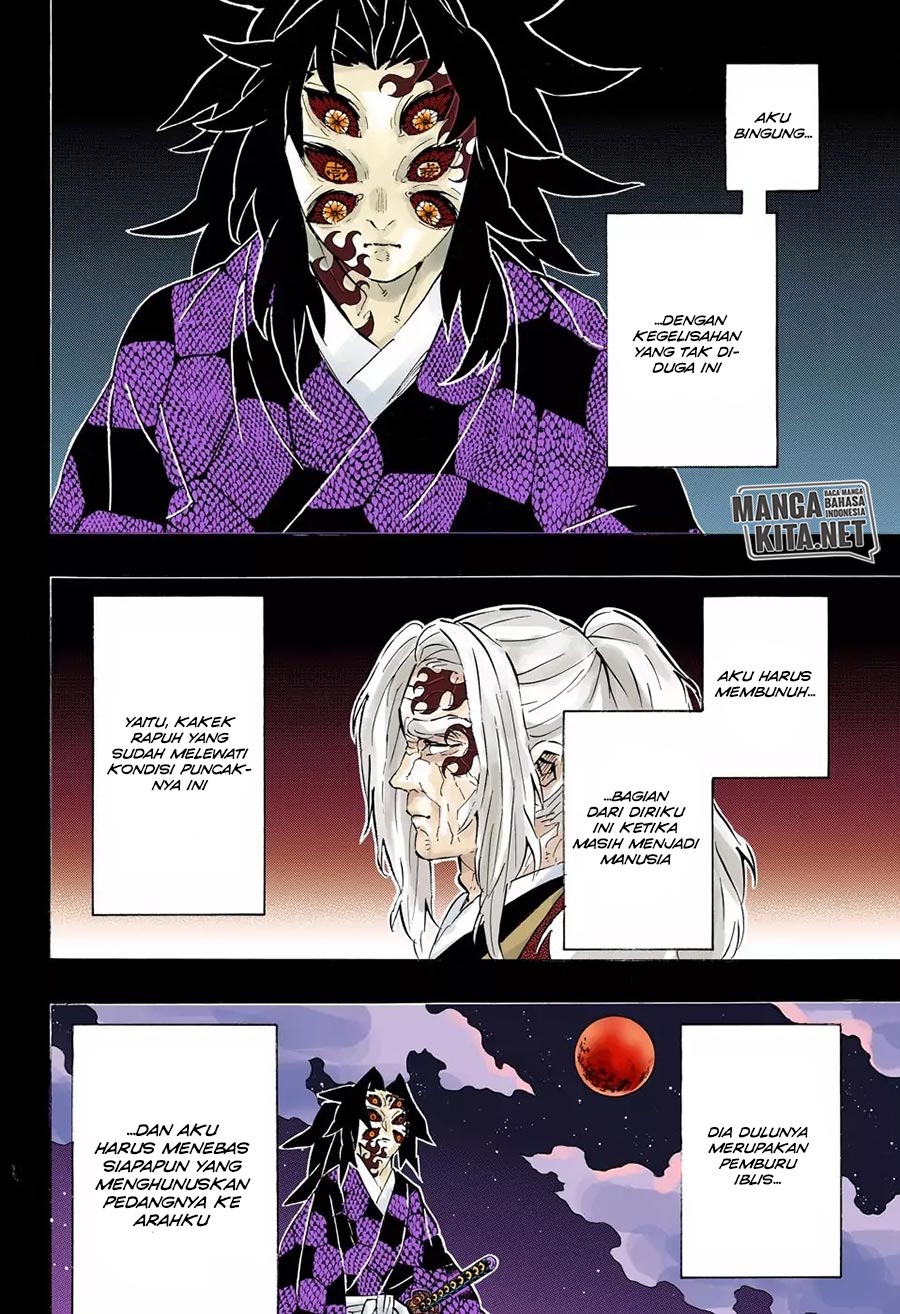 AKU
BINGUNG...
...DENGAN
KEGELISAHAN
YANG TAK DI-
DUGA INI
MANGA
KITA.NET
BACA MANGA
BAHASA
INDONESIA
AKU HARUS
MEMBUNUH...
...BAGIAN
DARI DIRIKU
INI KETIKA
MASIH MENJADI
MANUSIA
YAITU, KAKEK
RAPUH YANG
SUDAH MELEWATI
KONDISI PUNCAK-
NYA INI
DIA DULUNYA
MERUPAKAN
PEMBURU
IBLIS...
...DAN AKU
HARUS MENEBAS
SIAPAPUN YANG
MENGHUNUSKAN
PEDANGNYA KE
ARAHKU